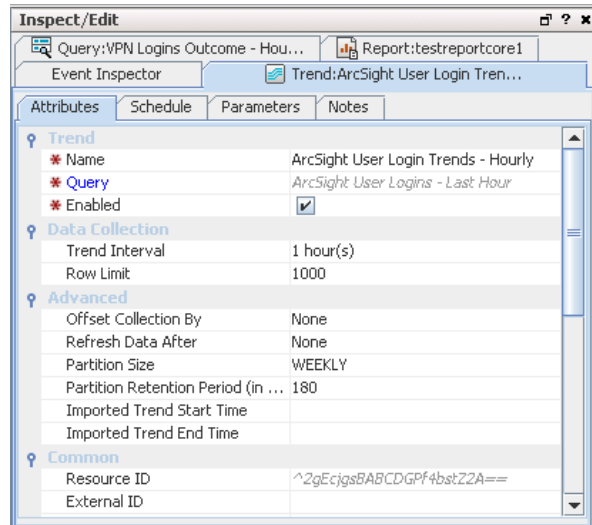 Inspect/Edit
Query:VPN Logins Outcome - Hou...
Report:testreportcore1
Event Inspector
Trend:ArcSight User Login Tren...
Attributes Schedule Parameters Notes
Trend
* Name ArcSight User Login Trends - Hourly
* Query ArcSight User Logins - Last Hour
* Enabled
Data Collection
Trend Interval 1 hour(s)
Row Limit 1000
Advanced
Offset Collection By None
Refresh Data After None
Partition Size WEEKLY
Partition Retention Period (in ... 180
Imported Trend Start Time
Imported Trend End Time
Common
Resource ID ^2gEcjgsBABCDGPf4bstZ2A==
External ID